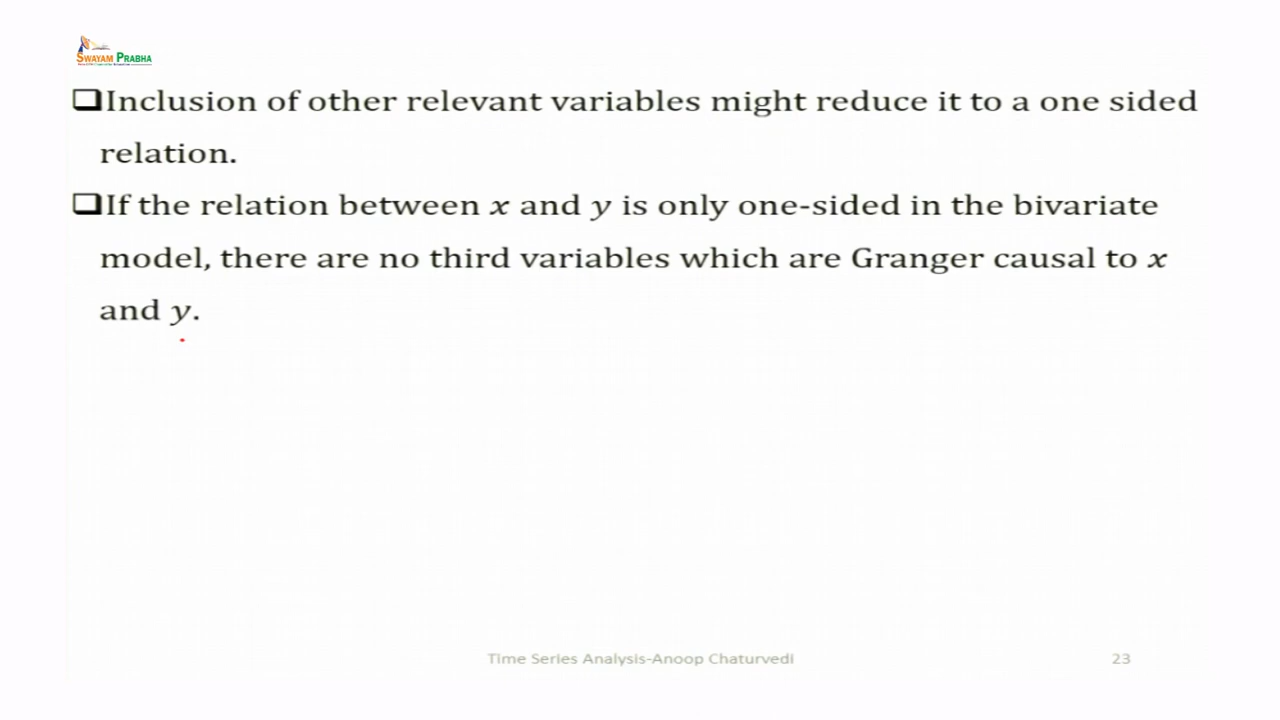 SWAYAM PRABHA
❑Inclusion of other relevant variables might reduce it to a one sided
relation.
❑If the relation between x and y is only one-sided in the bivariate
model, there are no third variables which are Granger causal to x
and y.
Time Series Analysis-Anoop Chaturvedi
23